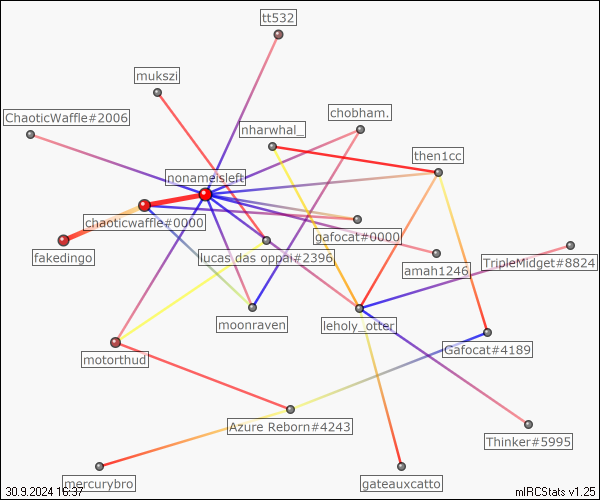 tt532
mukszi
ChaoticWaffle#2006
chobham.
nharwhal_
then1cc
nonameisleft
chaoticwaffle#0000
gafocat#0000
fakedingo
lucas das oppai#2396
amah1246
TripleMidget#8824
moonraven
leholy_otter
motorthud
Gafocat#4189
Azure Reborn#4243
Thinker#5995
mercurybro
gateauxcatto
30.9.2024 16:37
mIRCStats v1.25